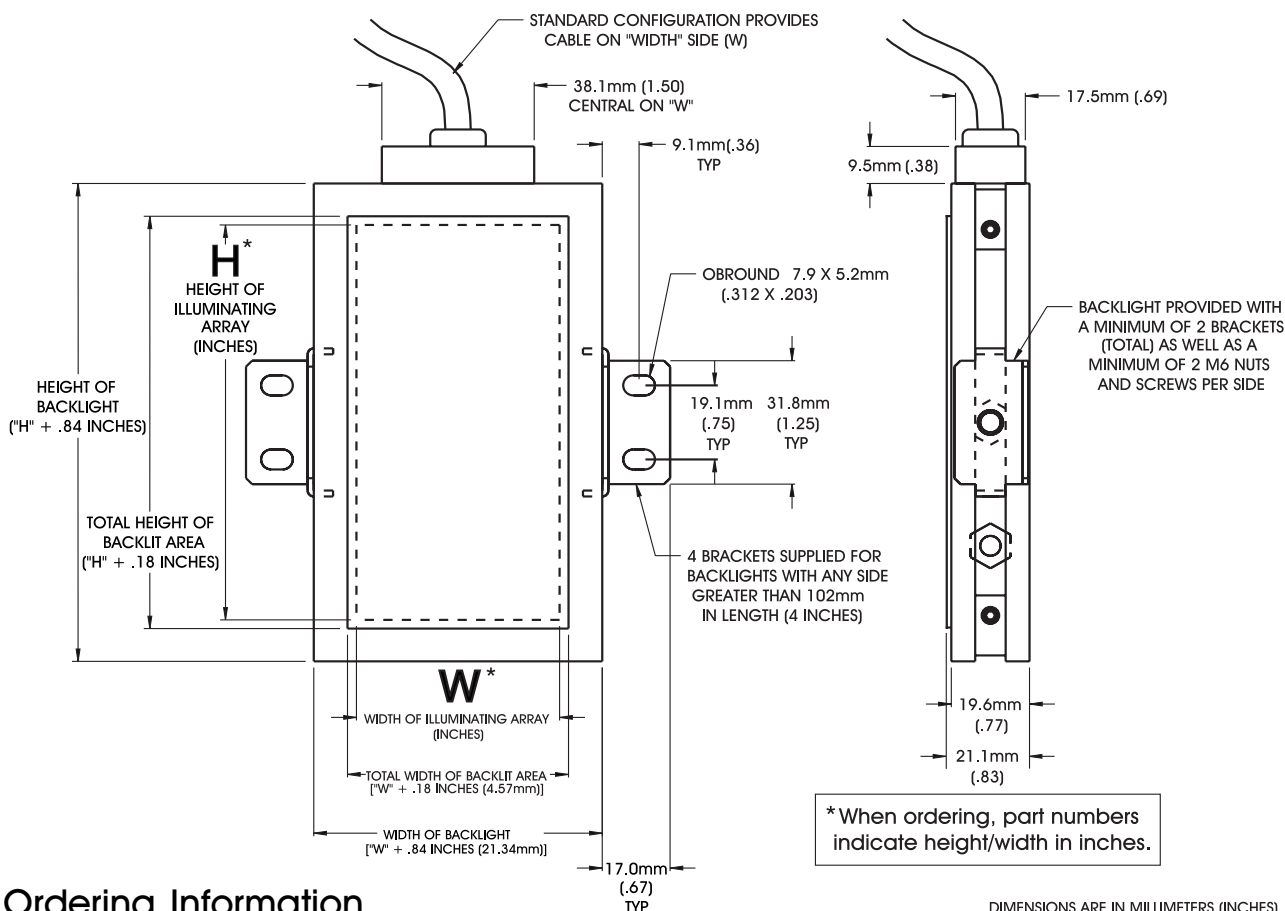 STANDARD CONFIGURATION PROVIDES
CABLE ON "WIDTH" SIDE (W)
38.1mm (1.50)
CENTRAL ON "W"
17.5mm (.69)
9.1mm(.36)
TYP
9.5mm (.38)
H*
HEIGHT OF
ILLUMINATING
ARRAY
(INCHES)
OBROUND 7.9 X 5.2mm
(.312 X .203)
BACKLIGHT PROVIDED WITH
A MINIMUM OF 2 BRACKETS
(TOTAL) AS WELL AS A
MINIMUM OF 2 M6 NUTS
AND SCREWS PER SIDE
HEIGHT OF
BACKLIGHT
("H" + .84 INCHES)
19.1mm
(.75)
TYP
31.8mm
(1.25)
TYP
TOTAL HEIGHT OF
BACKLIT AREA
("H" + .18 INCHES)
4 BRACKETS SUPPLIED FOR
BACKLIGHTS WITH ANY SIDE
GREATER THAN 102mm
IN LENGTH (4 INCHES)
W*
WIDTH OF ILLUMINATING ARRAY
(INCHES)
19.6mm
(.77)
TOTAL WIDTH OF BACKLIT AREA
["W" + .18 INCHES (4.57mm)]
21.1mm
(.83)
WIDTH OF BACKLIGHT
["W" + .84 INCHES (21.34mm)]
*When ordering, part numbers
indicate height/width in inches.
17.0mm
(.67)
TYP
Ordering Information
DIMENSIONS ARE IN MILLIMETERS (INCHES)